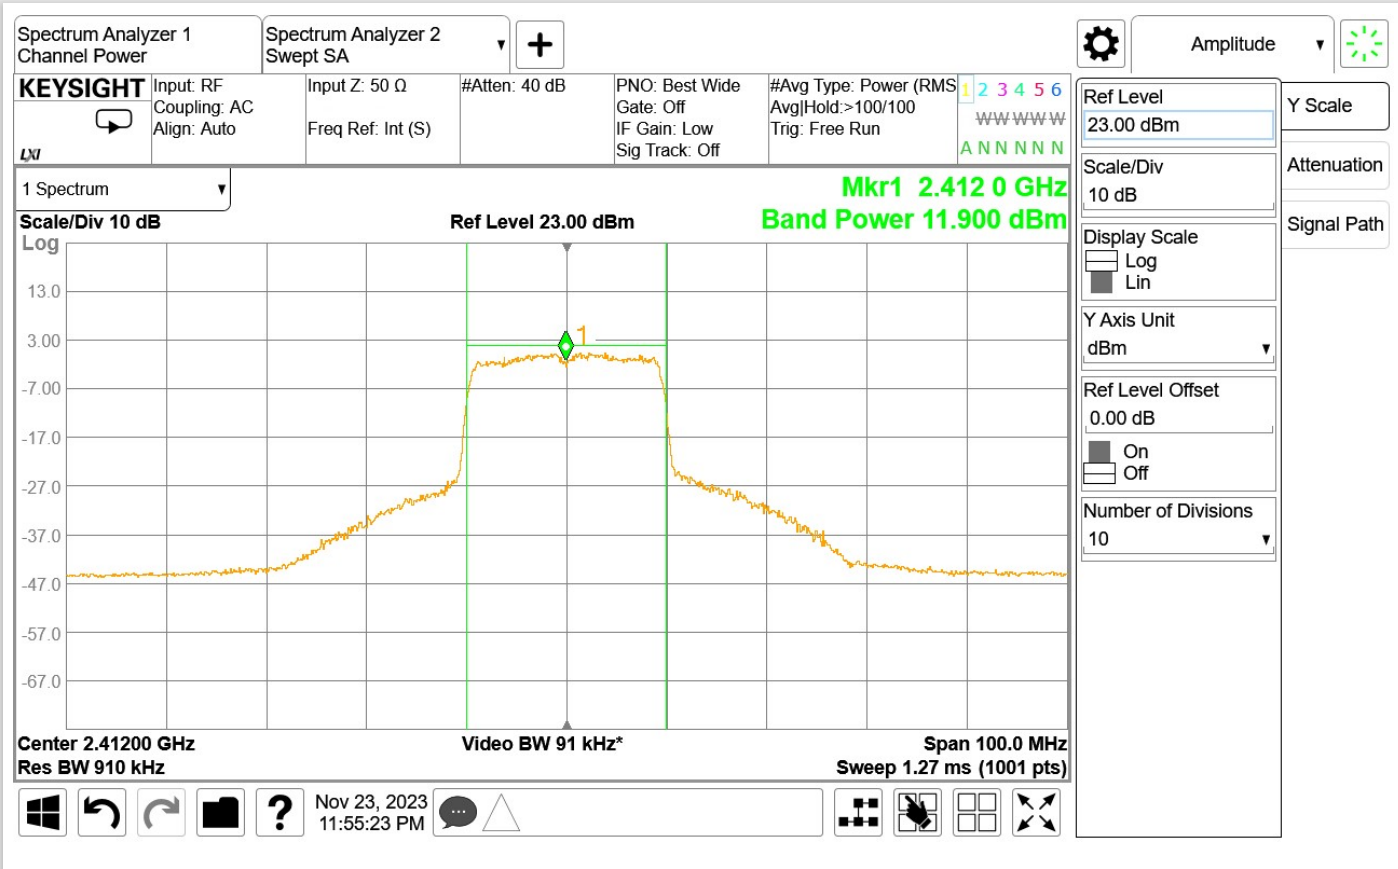 Spectrum Analyzer 1
Channel Power
Spectrum Analyzer 2
Swept SA
Amplitude
KEYSIGHT
LXI
Input: RF
Coupling: AC
Align: Auto
Input Z: 50 Ω
Freq Ref: Int (S)
#Atten: 40 dB
PNO: Best Wide
Gate: Off
IF Gain: Low
Sig Track: Off
#Avg Type: Power (RMS
Avg|Hold:>100/100
Trig: Free Run
1 2 3 4 5 6
W W W W W
A N N N N N
1 Spectrum
Mkr1 2.412 0 GHz
Scale/Div 10 dB
Ref Level 23.00 dBm
Band Power 11.900 dBm
Log
13.0
3.00
-7.00
-17.0
-27.0
-37.0
-47.0
-57.0
-67.0
1
Center 2.41200 GHz
Video BW 91 kHz*
Span 100.0 MHz
Res BW 910 kHz
Sweep 1.27 ms (1001 pts)
?
Nov 23, 2023
11:55:23 PM
Ref Level
23.00 dBm
Scale/Div
10 dB
Display Scale
Log
Lin
Y Axis Unit
dBm
Ref Level Offset
0.00 dB
On
Off
Number of Divisions
10
Y Scale
Attenuation
Signal Path